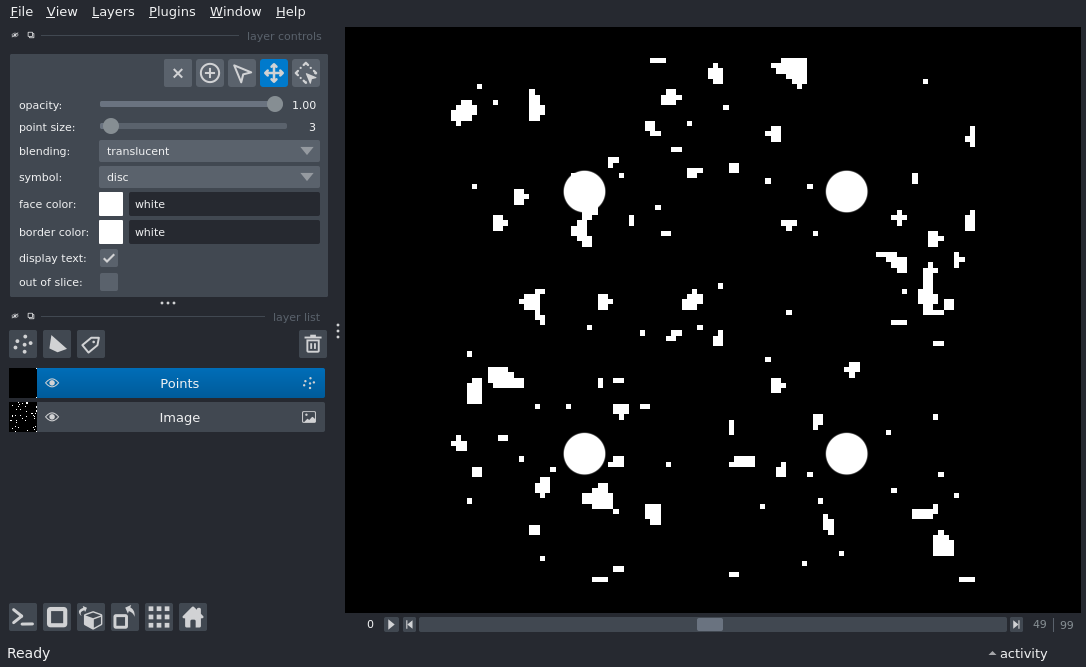 File View Layers Plugins Window Help
layer controls
opacity: 1.00
point size: 3
blending: translucent
symbol: disc
face color: white
border color: white
display text:
out of slice:
layer list
Points
Image
0 49 99
Ready activity